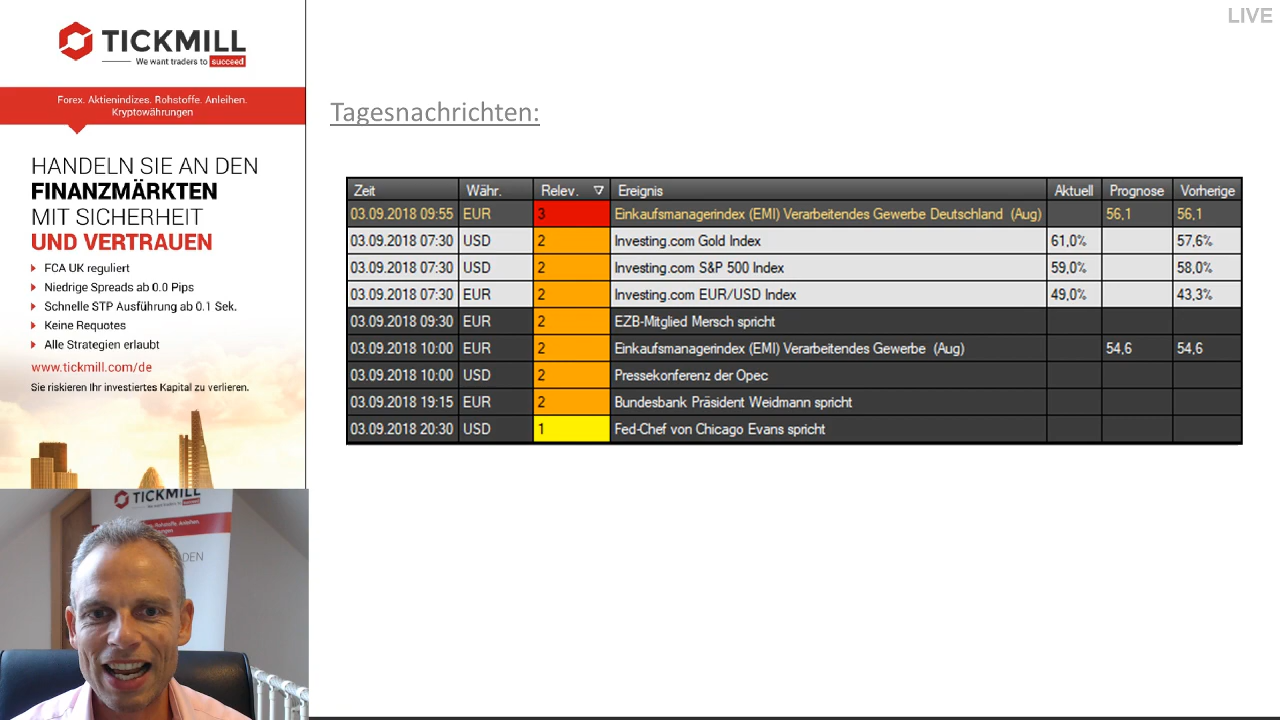 LIVE
TICKMILL
We want traders to succeed
Forex. Aktienindizes. Rohstoffe. Anleihen.
Kryptowährungen
HANDELN SIE AN DEN
FINANZMÄRKTEN
MIT SICHERHEIT
UND VERTRAUEN
FCA UK reguliert
Niedrige Spreads ab 0.0 Pips
Schnelle STP Ausführung ab 0.1 Sek.
Keine Requotes
Alle Strategien erlaubt
www.tickmill.com/de
Sie riskieren Ihr investiertes Kapital zu verlieren.
Tagesnachrichten:
Zeit Währ. Relev. Ereignis Aktuell Prognose Vorherige
03.09.2018 09:55 EUR 3 Einkaufsmanagerindex (EMI) Verarbeitendes Gewerbe Deutschland (Aug) 56,1 56,1
03.09.2018 07:30 USD 2 Investing.com Gold Index 61,0% 57,6%
03.09.2018 07:30 USD 2 Investing.com S&P 500 Index 59,0% 58,0%
03.09.2018 07:30 EUR 2 Investing.com EUR/USD Index 49,0% 43,3%
03.09.2018 09:30 EUR 2 EZB-Mitglied Mersch spricht
03.09.2018 10:00 EUR 2 Einkaufsmanagerindex (EMI) Verarbeitendes Gewerbe (Aug) 54,6 54,6
03.09.2018 10:00 USD 2 Pressekonferenz der Opec
03.09.2018 19:15 EUR 2 Bundesbank Präsident Weidmann spricht
03.09.2018 20:30 USD 1 Fed-Chef von Chicago Evans spricht
TICKMILL
We want traders to succeed
Rohstoffe. Anleihen.
DEN